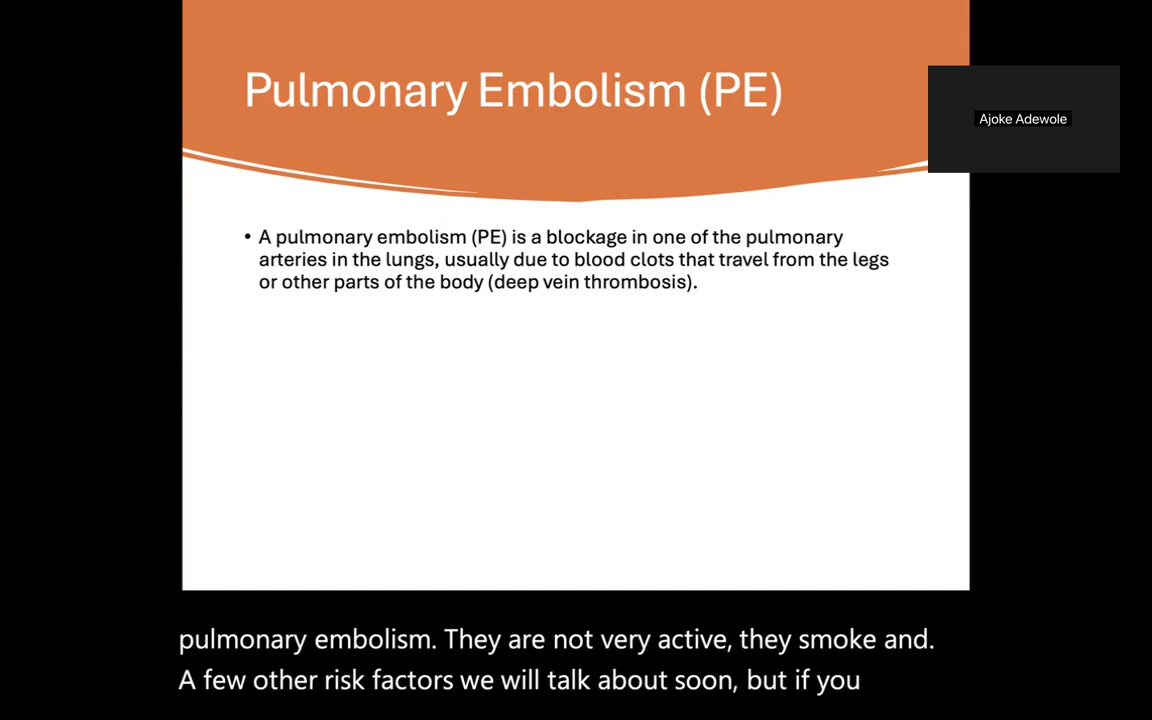 Pulmonary Embolism (PE)
Ajoke Adewole
• A pulmonary embolism (PE) is a blockage in one of the pulmonary
arteries in the lungs, usually due to blood clots that travel from the legs
or other parts of the body (deep vein thrombosis).
pulmonary embolism. They are not very active, they smoke and.
A few other risk factors we will talk about soon, but if you